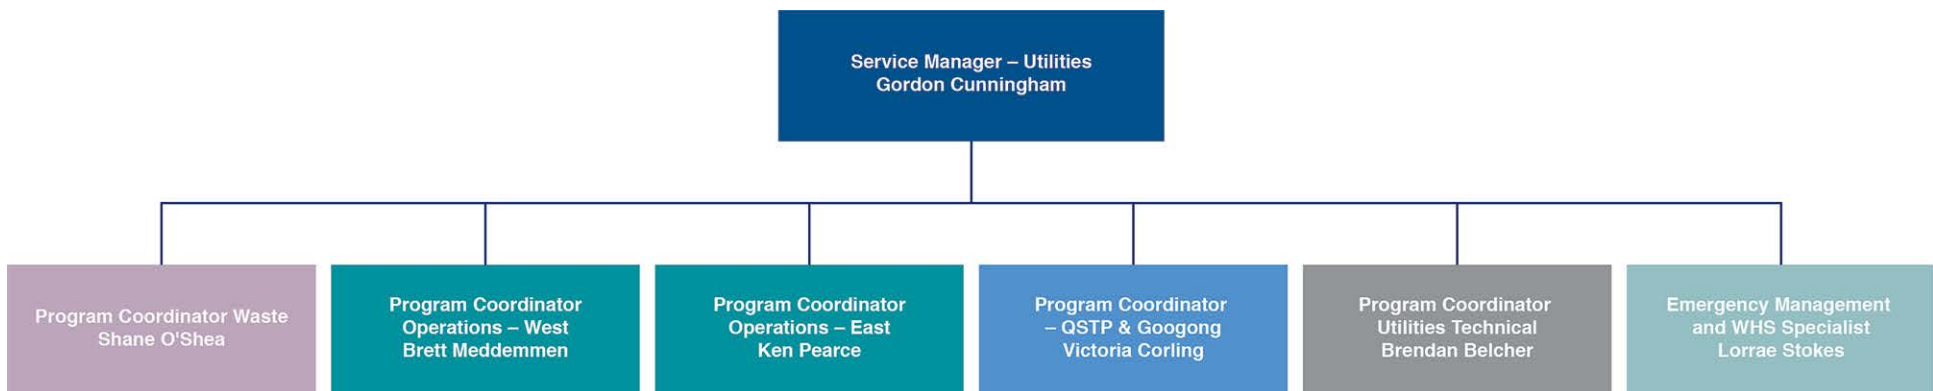 Service Manager – Utilities
Gordon Cunningham
Program Coordinator Waste
Shane O'Shea
Program Coordinator
Operations – West
Brett Meddemmen
Program Coordinator
Operations – East
Ken Pearce
Program Coordinator
– QSTP & Googong
Victoria Corling
Program Coordinator
Utilities Technical
Brendan Belcher
Emergency Management
and WHS Specialist
Lorrae Stokes